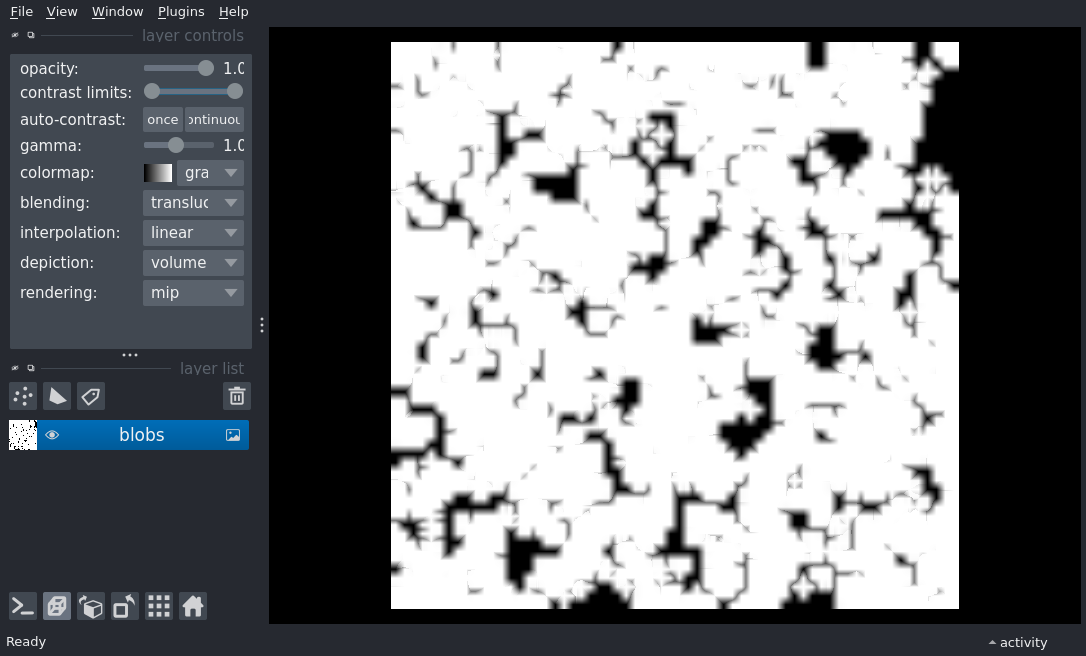 File View Window Plugins Help
layer controls
opacity: 1.0
contrast limits:
auto-contrast: once ontinuou
gamma: 1.0
colormap: gra
blending: transluc
interpolation: linear
depiction: volume
rendering: mip
layer list
blobs
Ready
activity